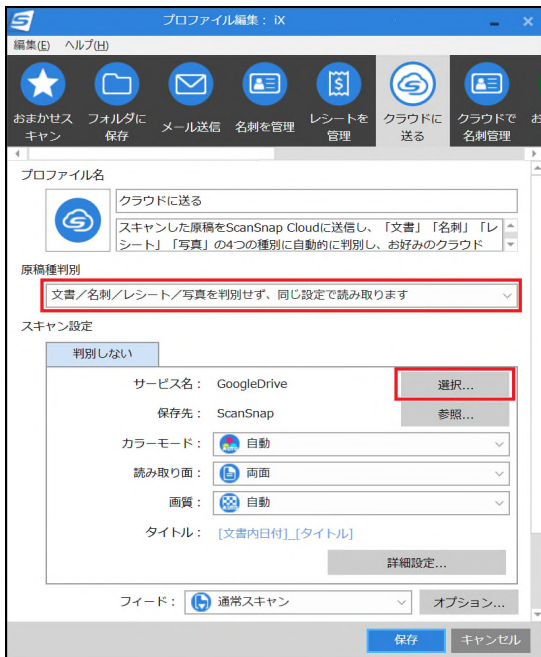 プロファイル編集： iX
編集(E) ヘルプ(H)
おまかせス
キャン
フォルダに
保存
メール送信
名刺を管理
レシートを
管理
クラウドに
送る
クラウドで
名刺管理
お
プロファイル名
クラウドに送る
スキャンした原稿をScanSnap Cloudに送信し、「文書」「名刺」「レ
シート」「写真」の4つの種別に自動的に判別し、お好みのクラウド
原稿種判別
文書／名刺／レシート／写真を判別せず、同じ設定で読み取ります
スキャン設定
判別しない
サービス名： GoogleDrive 選択...
保存先： ScanSnap 参照...
カラーモード： 自動
読み取り面： 両面
画質： 自動
タイトル： [文書内日付]_[タイトル]
詳細設定...
フィード： 通常スキャン オプション...
保存 キャンセル